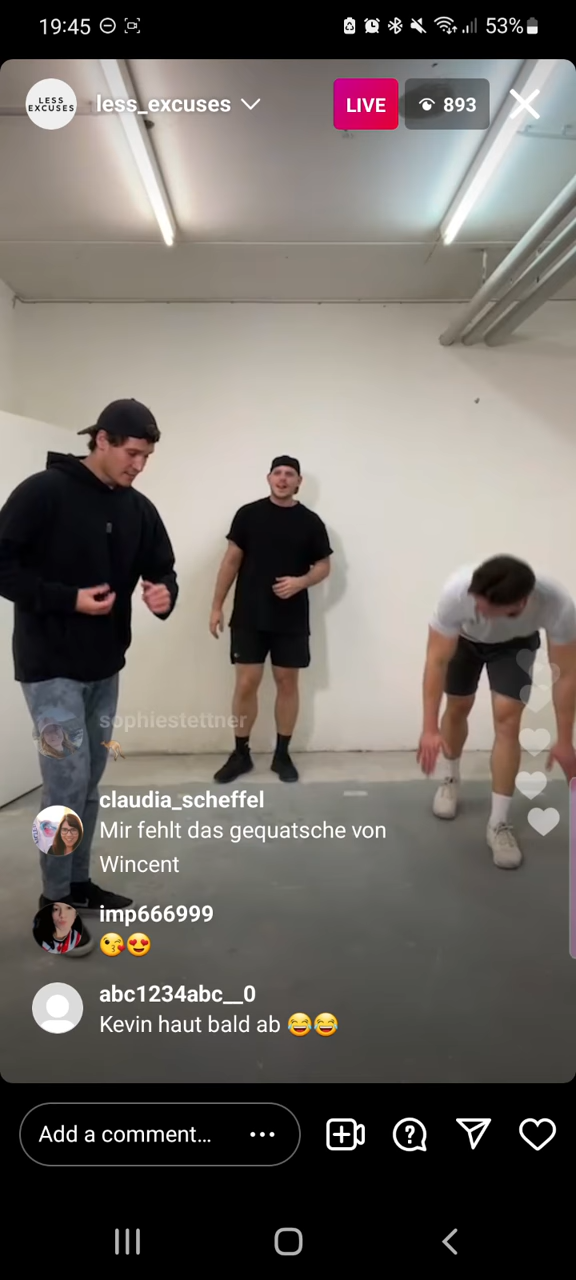 19:45
53%
LESS
EXCUSES
less_excuses
LIVE
893
sophiestettner
claudia_scheffel
Mir fehlt das gequatsche von
Wincent
imp666999
😘😍
abc1234abc__0
Kevin haut bald ab 😂😂
Add a comment...